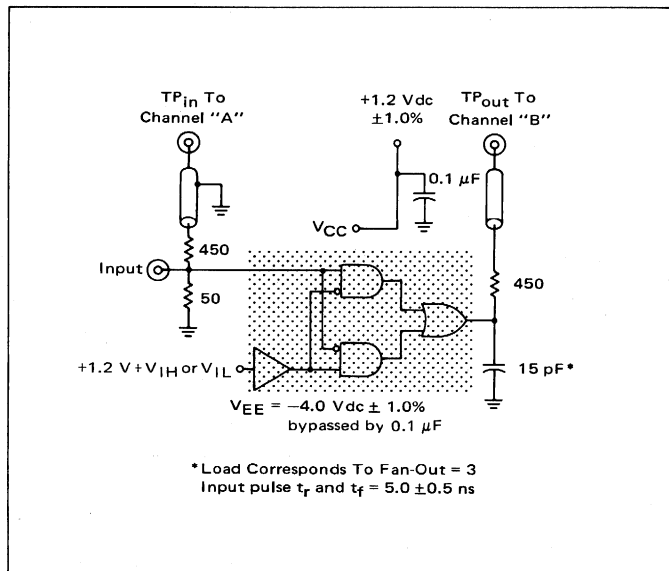 TPin To
Channel "A"
+1.2 Vdc
±1.0%
TPout To
Channel "B"
0.1 µF
VCC
450
Input
50
450
+1.2 V + VIH or VIL
15 pF*
VEE = −4.0 Vdc ± 1.0%
bypassed by 0.1 µF
*Load Corresponds To Fan-Out = 3
Input pulse tr and tf = 5.0 ±0.5 ns